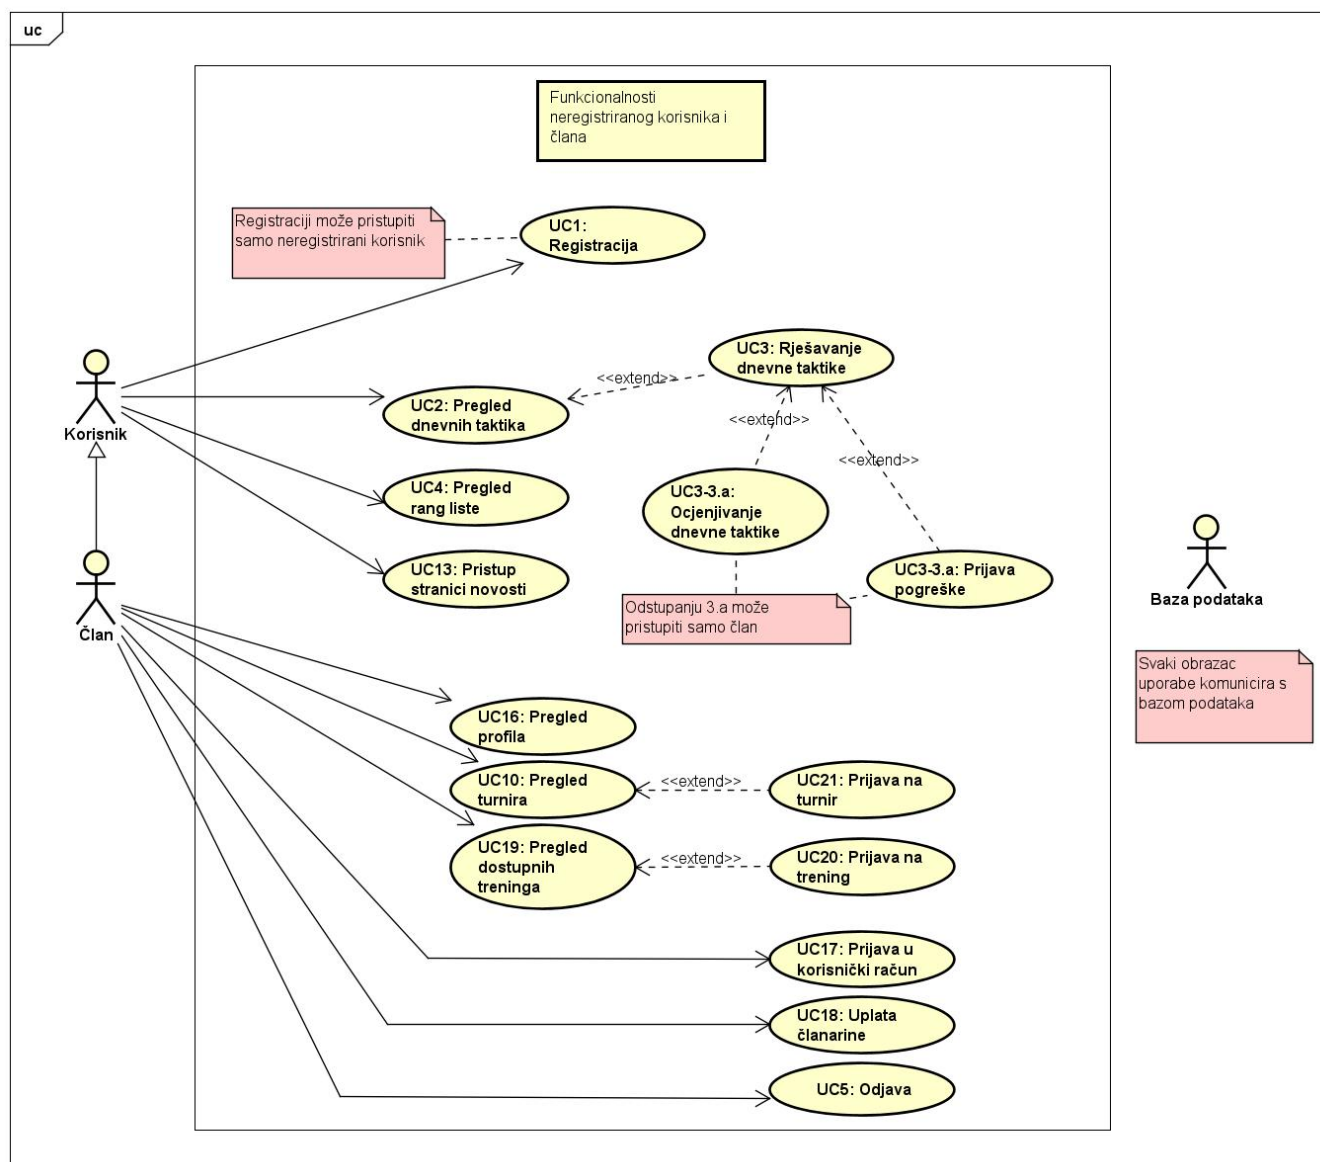 uc
Funkcionalnosti
neregistriranog korisnika i
člana
Registraciji može pristupiti
samo neregistrirani korisnik
UC1:
Registracija
UC3: Rješavanje
dnevne taktike
<<extend>>
UC2: Pregled
dnevnih taktika
<<extend>>
Korisnik
<<extend>>
UC4: Pregled
rang liste
UC3-3.a:
Ocjenjivanje
dnevne taktike
UC13: Pristup
stranici novosti
UC3-3.a: Prijava
pogreške
Baza podataka
Odstupanju 3.a može
pristupiti samo član
Član
Svaki obrazac
uporabe komunicira s
bazom podataka
UC16: Pregled
profila
UC10: Pregled
turnira
<<extend>>
UC21: Prijava na
turnir
UC19: Pregled
dostupnih
treninga
<<extend>>
UC20: Prijava na
trening
UC17: Prijava u
korisnički račun
UC18: Uplata
članarine
UC5: Odjava